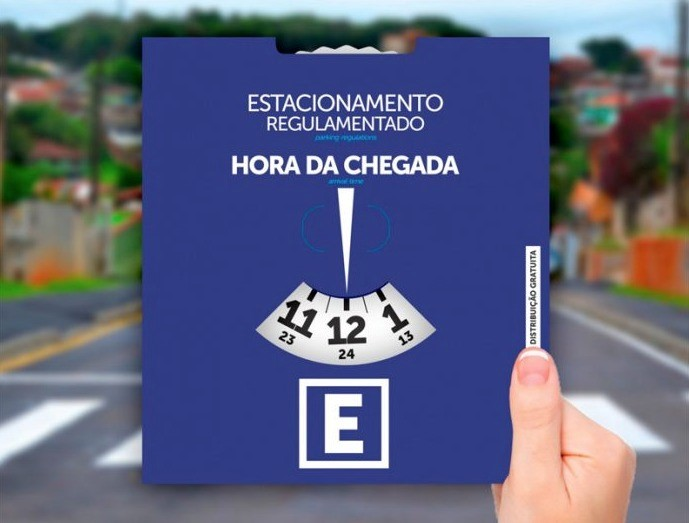 ESTACIONAMENTO
REGULAMENTADO
parking regulations
HORA DA CHEGADA
arrival time
11 12 1
23 24 13
E
DISTRIBUIÇÃO GRATUITA